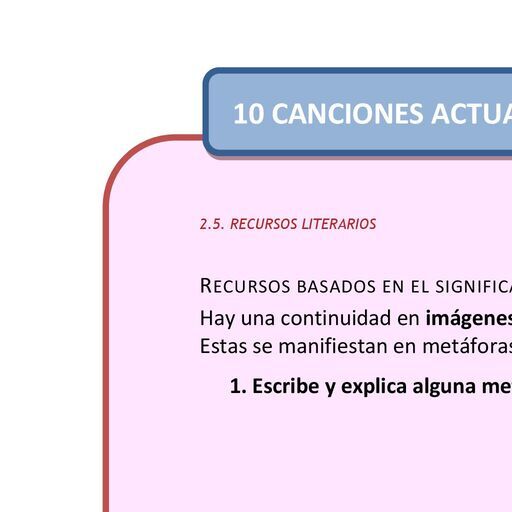 10 CANCIONES ACTUA
2.5. RECURSOS LITERARIOS
RECURSOS BASADOS EN EL SIGNIFICA
Hay una continuidad en imágenes
Estas se manifiestan en metáforas
1. Escribe y explica alguna me